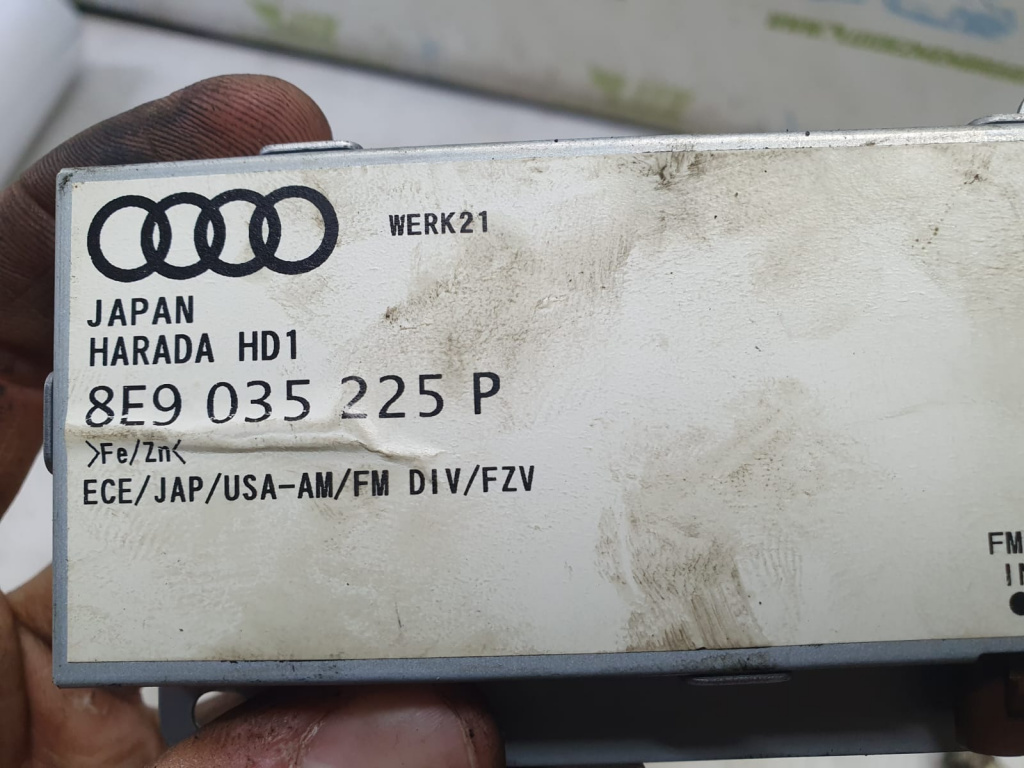 WERK21
JAPAN
HARADA HD1
8E9 035 225 P
>Fe/Zn<
ECE/JAP/USA-AM/FM DIV/FZV
FM